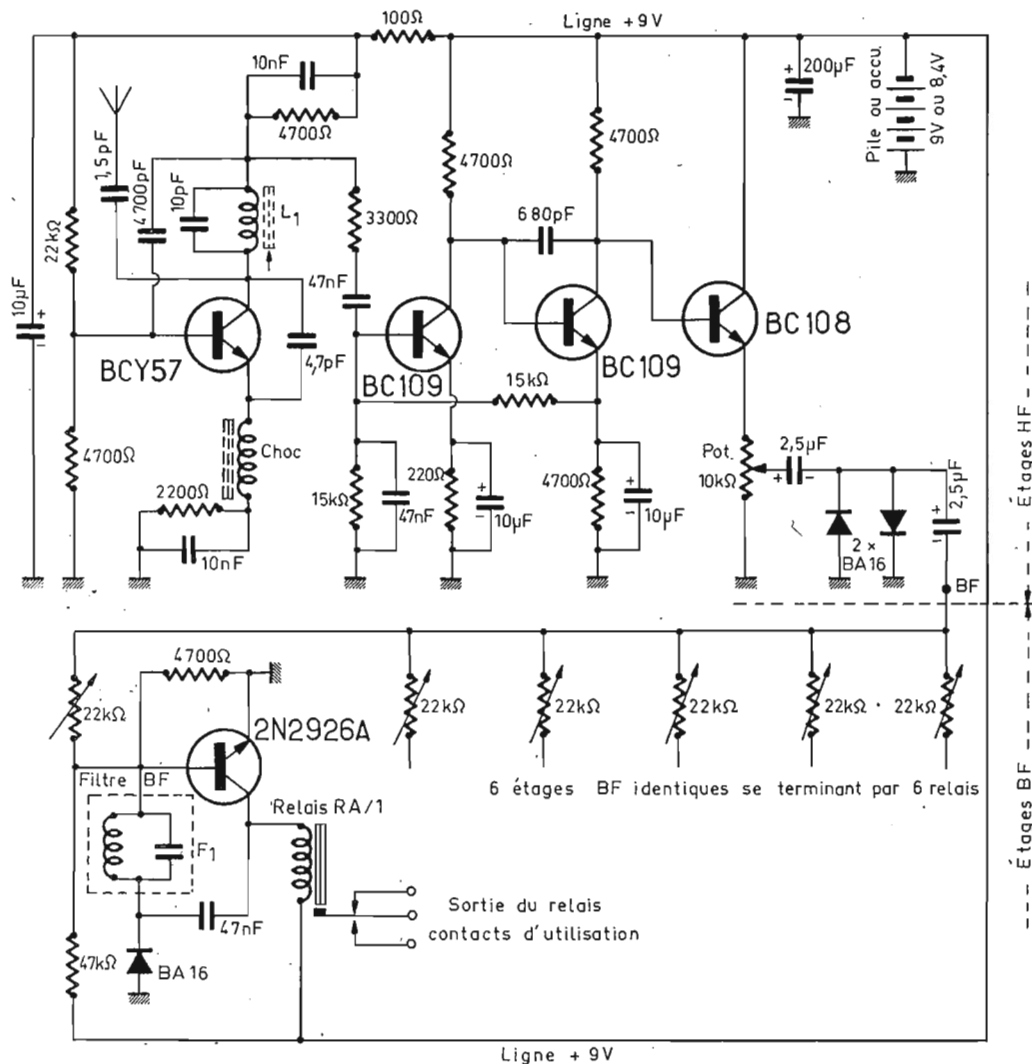 Ligne + 9V
100Ω
10nF
4700Ω
200µF
+
-
Pile ou accu.
9V ou 8,4V
1,5pF
4700pF
10pF
L1
3300Ω
4700Ω
4700Ω
680pF
22kΩ
47nF
10µF
+
-
BCY57
4,7pF
BC109
BC109
BC108
15kΩ
4700Ω
Choc
2200Ω
10nF
15kΩ
47nF
220Ω
+
-
10µF
4700Ω
+
-
10µF
Pot.
10kΩ
2,5µF
+
-
2 x
BA16
2,5µF
+
-
BF
Étages HF
Étages BF
4700Ω
22kΩ
22kΩ
22kΩ
22kΩ
22kΩ
22kΩ
2N2926A
Filtre BF
F1
6 étages BF identiques se terminant par 6 relais
Relais RA/1
47nF
Sortie du relais
contacts d'utilisation
47kΩ
BA16
Ligne + 9V